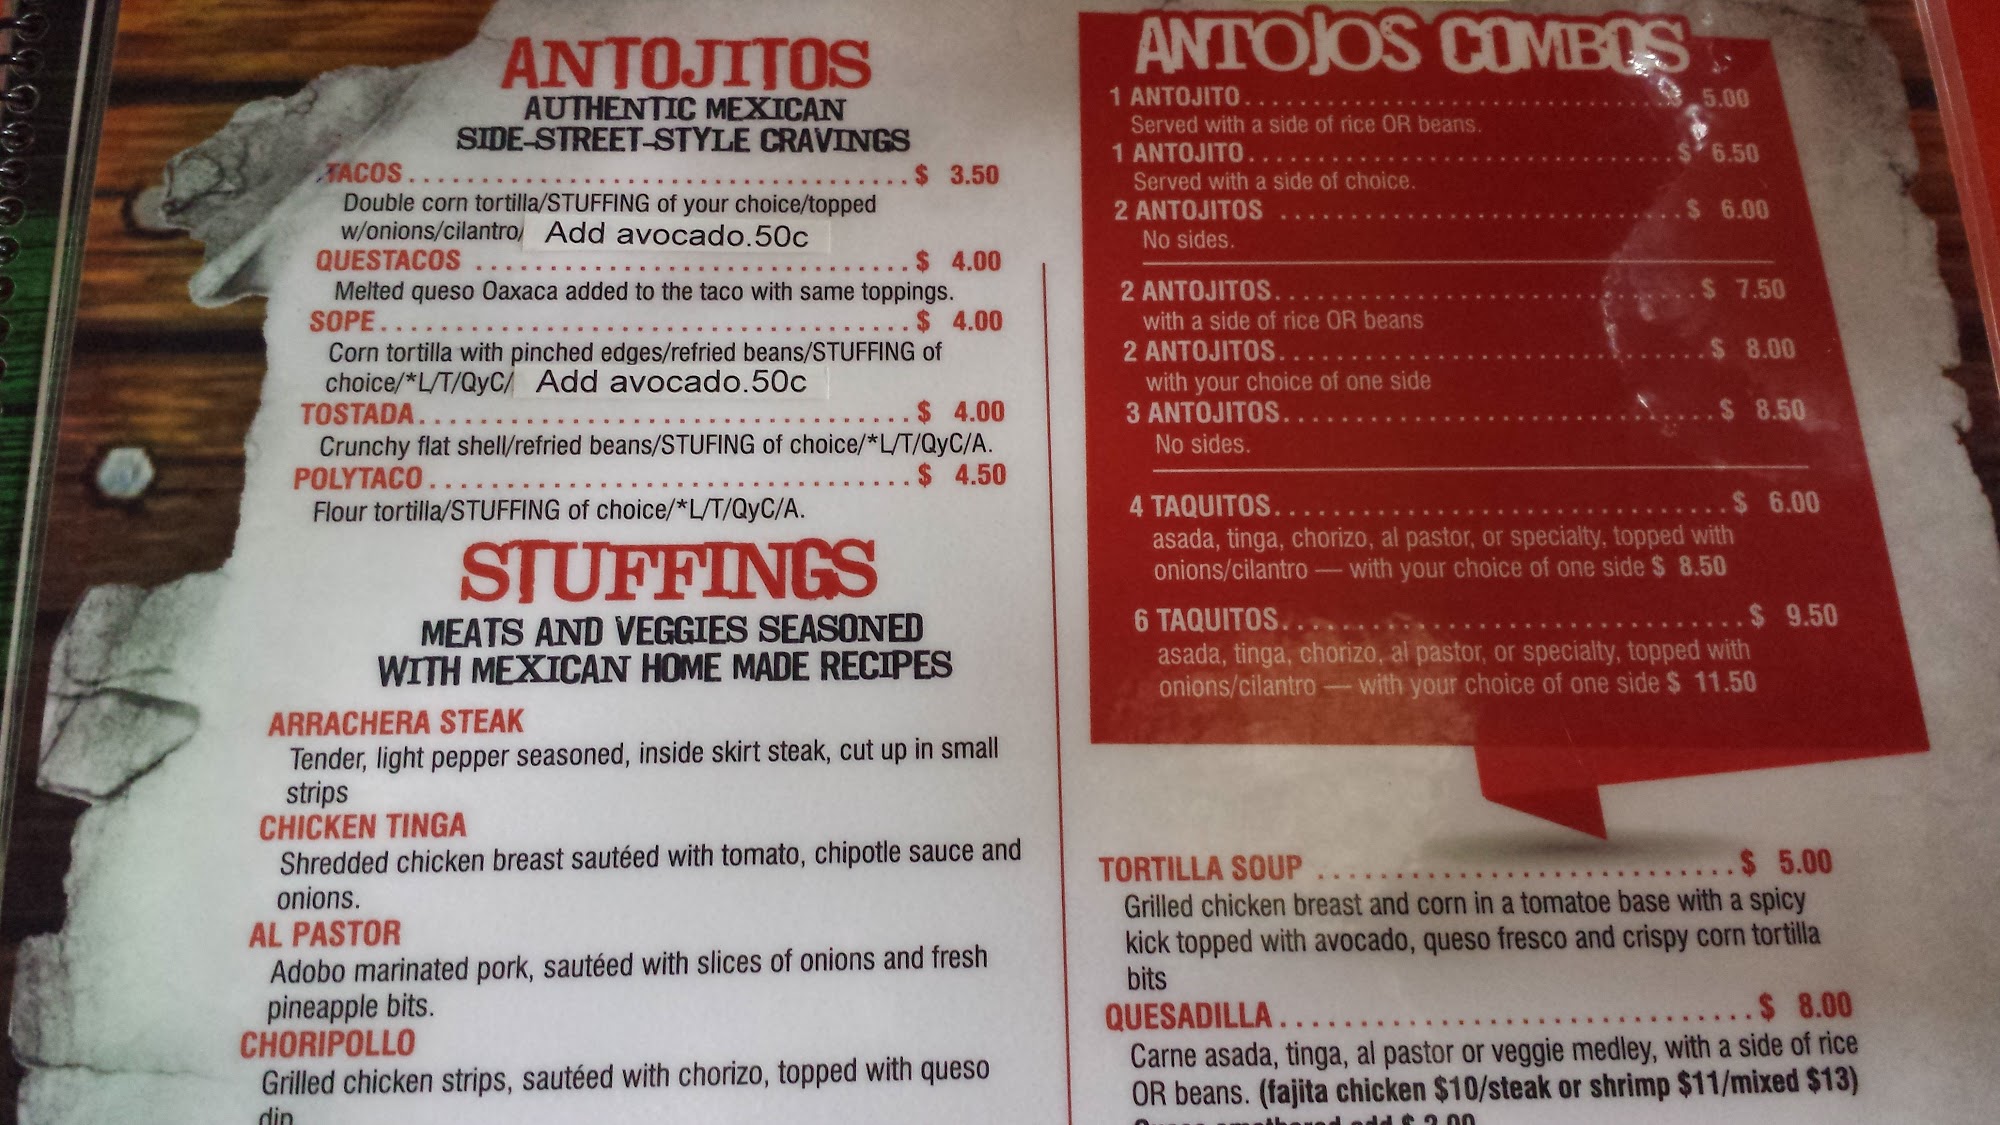 ANTOJITOS
AUTHENTIC MEXICAN
SIDE-STREET-STYLE CRAVINGS
TACOS $ 3.50
Double corn tortilla/STUFFING of your choice/topped
w/onions/cilantro/ Add avocado.50c
QUESTACOS $ 4.00
Melted queso Oaxaca added to the taco with same toppings.
SOPE $ 4.00
Corn tortilla with pinched edges/refried beans/STUFFING of
choice/*L/T/QyC/ Add avocado.50c
TOSTADA $ 4.00
Crunchy flat shell/refried beans/STUFING of choice/*L/T/QyC/A.
POLYTACO $ 4.50
Flour tortilla/STUFFING of choice/*L/T/QyC/A.
STUFFINGS
MEATS AND VEGGIES SEASONED
WITH MEXICAN HOME MADE RECIPES
ARRACHERA STEAK
Tender, light pepper seasoned, inside skirt steak, cut up in small
strips
CHICKEN TINGA
Shredded chicken breast sautéed with tomato, chipotle sauce and
onions.
AL PASTOR
Adobo marinated pork, sautéed with slices of onions and fresh
pineapple bits.
CHORIPOLLO
Grilled chicken strips, sautéed with chorizo, topped with queso
dip
ANTOJOS COMBOS
1 ANTOJITO $ 5.00
Served with a side of rice OR beans.
1 ANTOJITO $ 6.50
Served with a side of choice.
2 ANTOJITOS $ 6.00
No sides.
2 ANTOJITOS $ 7.50
with a side of rice OR beans
2 ANTOJITOS $ 8.00
with your choice of one side
3 ANTOJITOS $ 8.50
No sides.
4 TAQUITOS $ 6.00
asada, tinga, chorizo, al pastor, or specialty, topped with
onions/cilantro — with your choice of one side $ 8.50
6 TAQUITOS $ 9.50
asada, tinga, chorizo, al pastor, or specialty, topped with
onions/cilantro — with your choice of one side $ 11.50
TORTILLA SOUP $ 5.00
Grilled chicken breast and corn in a tomatoe base with a spicy
kick topped with avocado, queso fresco and crispy corn tortilla
bits
QUESADILLA $ 8.00
Carne asada, tinga, al pastor or veggie medley, with a side of rice
OR beans. (fajita chicken $10/steak or shrimp $11/mixed $13)